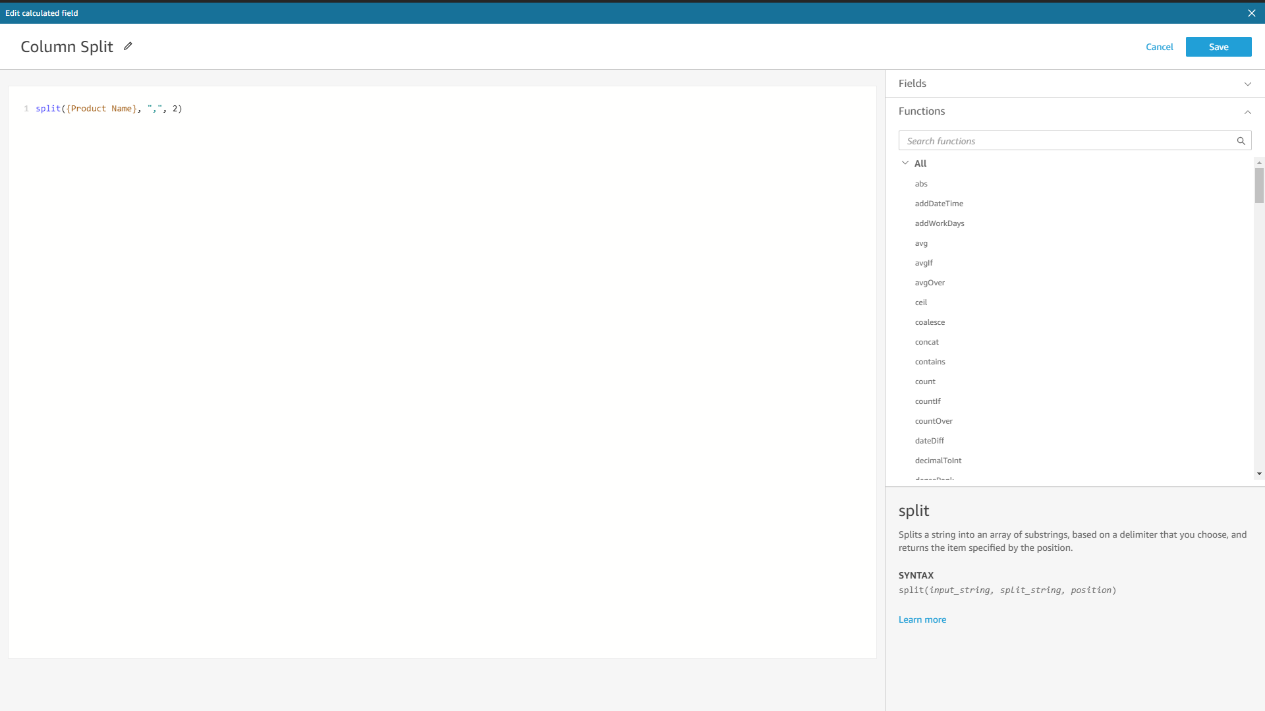 Edit calculated field
Column Split
Cancel
Save
1 split({Product Name}, ",", 2)
Fields
Functions
Search functions
All
abs
addDateTime
addWorkDays
avg
avgIf
avgOver
ceil
coalesce
concat
contains
count
countIf
countOver
dateDiff
decimalToInt
denseRank
split
Splits a string into an array of substrings, based on a delimiter that you choose, and
returns the item specified by the position.
SYNTAX
split(input_string, split_string, position)
Learn more